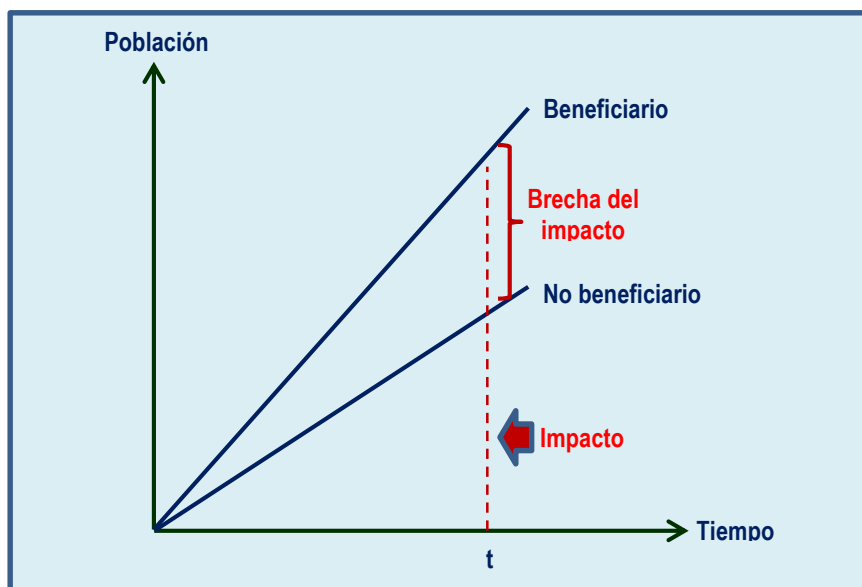 Población
Beneficiario
Brecha del
impacto
No beneficiario
Impacto
Tiempo
t